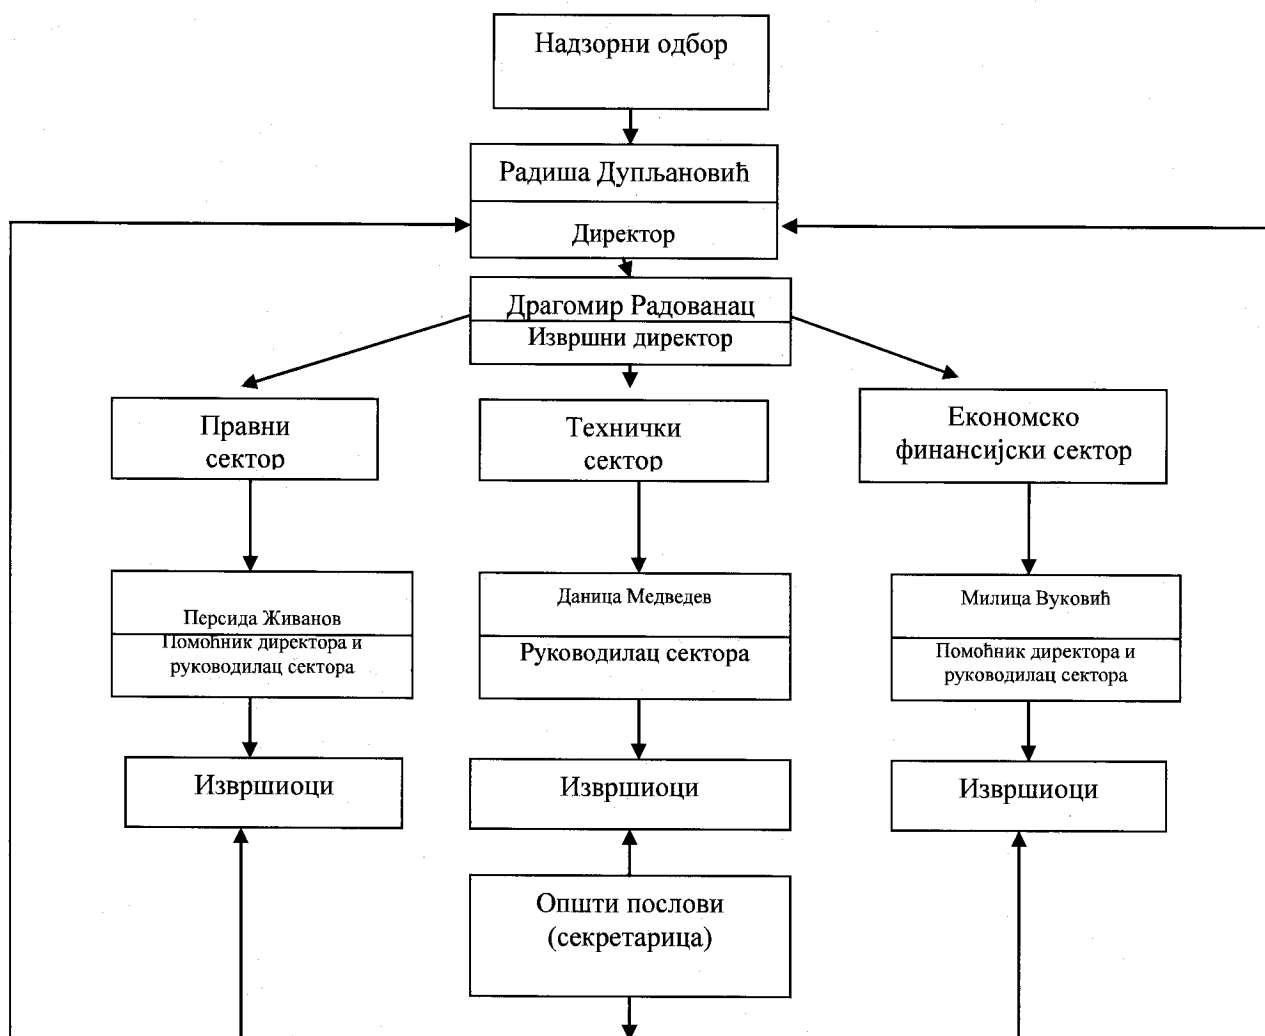 Надзорни одбор
Радиша Дупљановић
Директор
Драгомир Радованац
Извршни директор
Правни
сектор
Технички
сектор
Економско
финансијски сектор
Персида Живанов
Помоћник директора и
руководилац сектора
Даница Медведев
Руководилац сектора
Милица Вуковић
Помоћник директора и
руководилац сектора
Извршиоци
Извршиоци
Извршиоци
Општи послови
(секретарица)